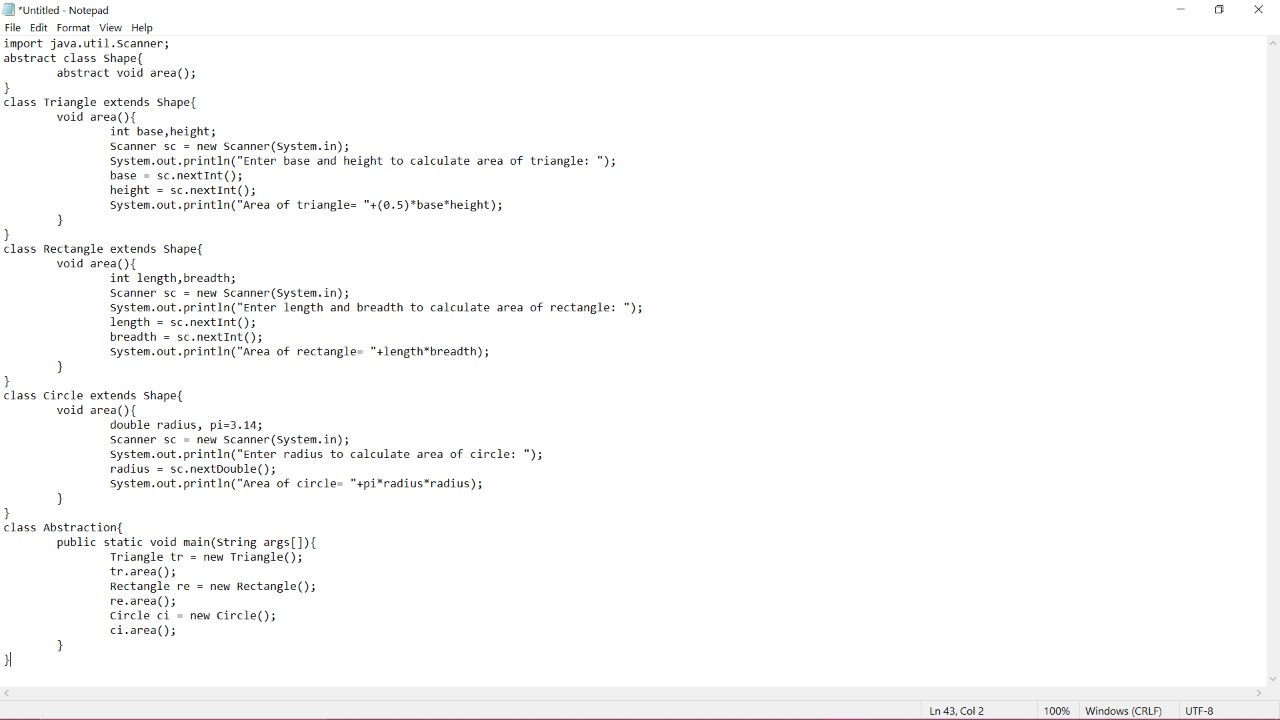 *Untitled - Notepad
File Edit Format View Help
import java.util.Scanner;
abstract class Shape{
        abstract void area();
}
class Triangle extends Shape{
        void area(){
                int base,height;
                Scanner sc = new Scanner(System.in);
                System.out.println("Enter base and height to calculate area of triangle: ");
                base = sc.nextInt();
                height = sc.nextInt();
                System.out.println("Area of triangle= "+(0.5)*base*height);
        }
}
class Rectangle extends Shape{
        void area(){
                int length,breadth;
                Scanner sc = new Scanner(System.in);
                System.out.println("Enter length and breadth to calculate area of rectangle: ");
                length = sc.nextInt();
                breadth = sc.nextInt();
                System.out.println("Area of rectangle= "+length*breadth);
        }
}
class Circle extends Shape{
        void area(){
                double radius, pi=3.14;
                Scanner sc = new Scanner(System.in);
                System.out.println("Enter radius to calculate area of circle: ");
                radius = sc.nextDouble();
                System.out.println("Area of circle= "+pi*radius*radius);
        }
}
class Abstraction{
        public static void main(String args[]){
                Triangle tr = new Triangle();
                tr.area();
                Rectangle re = new Rectangle();
                re.area();
                Circle ci = new Circle();
                ci.area();
        }
}
Ln 43, Col 2 100% Windows (CRLF) UTF-8